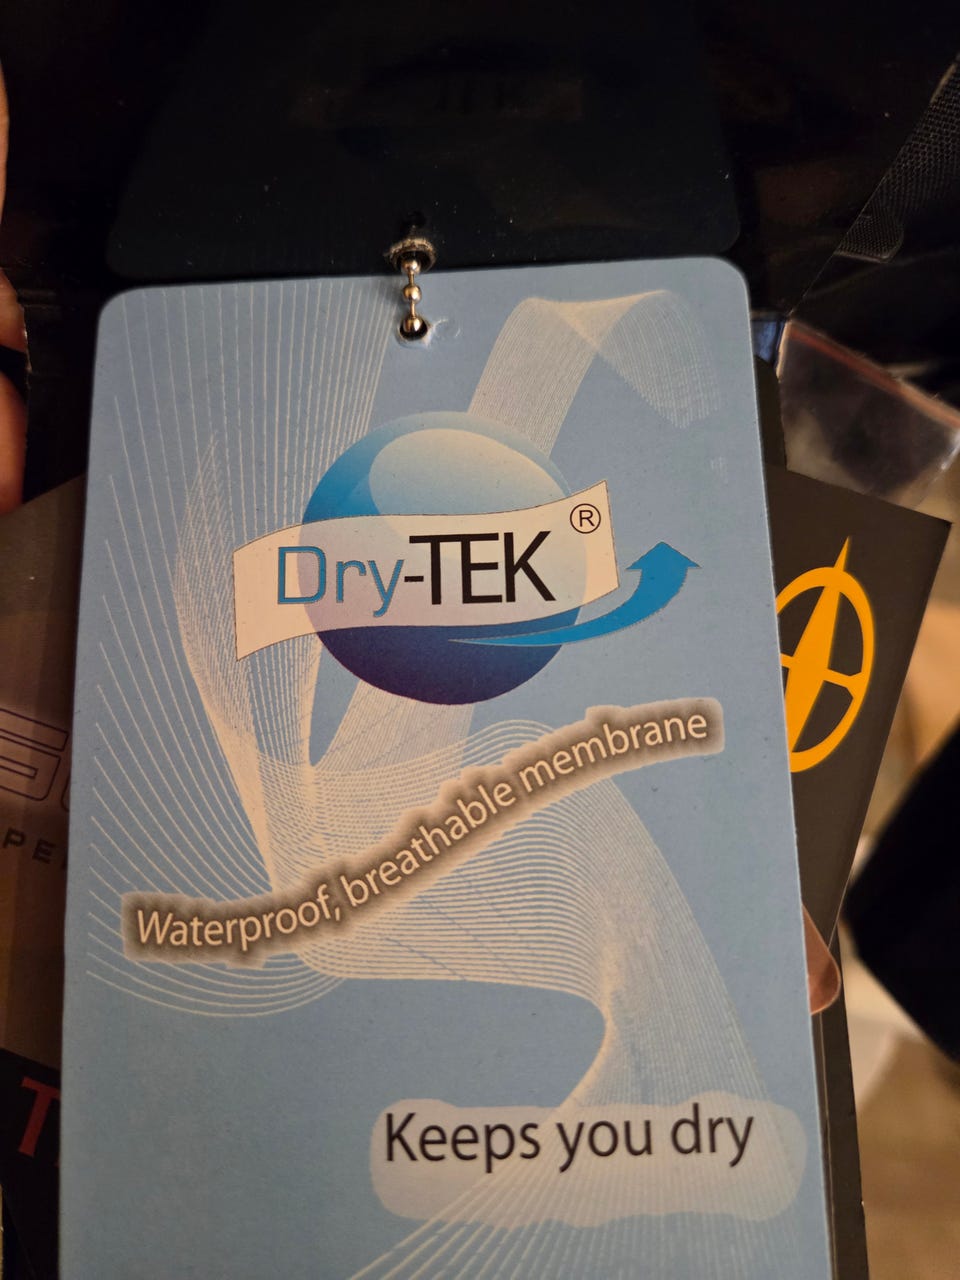 Dry-TEK®
Waterproof, breathable membrane
Keeps you dry